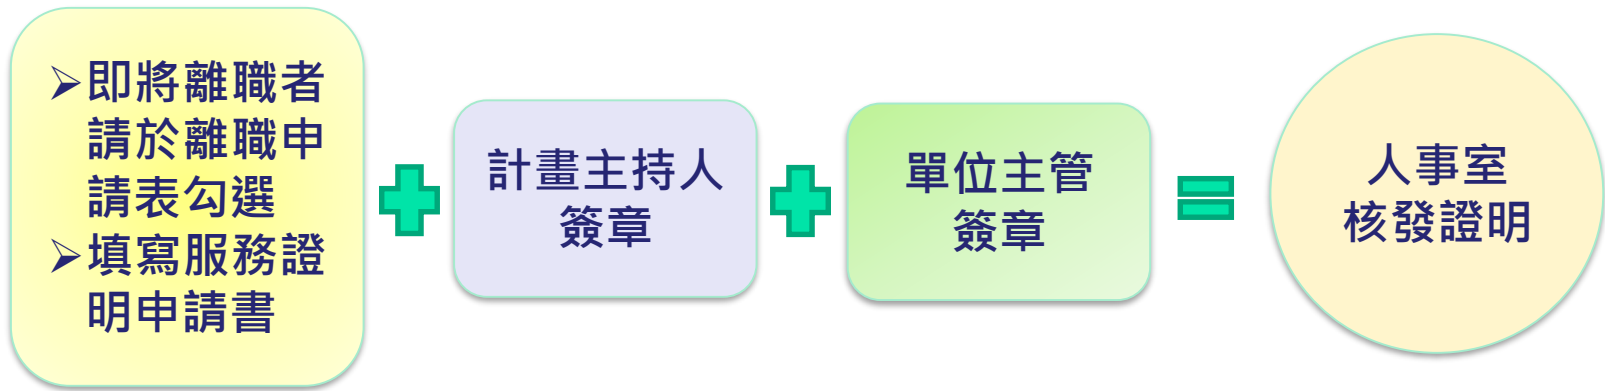 ➢即將離職者
請於離職申
請表勾選
➢填寫服務證
明申請書
計畫主持人
簽章
單位主管
簽章
人事室
核發證明